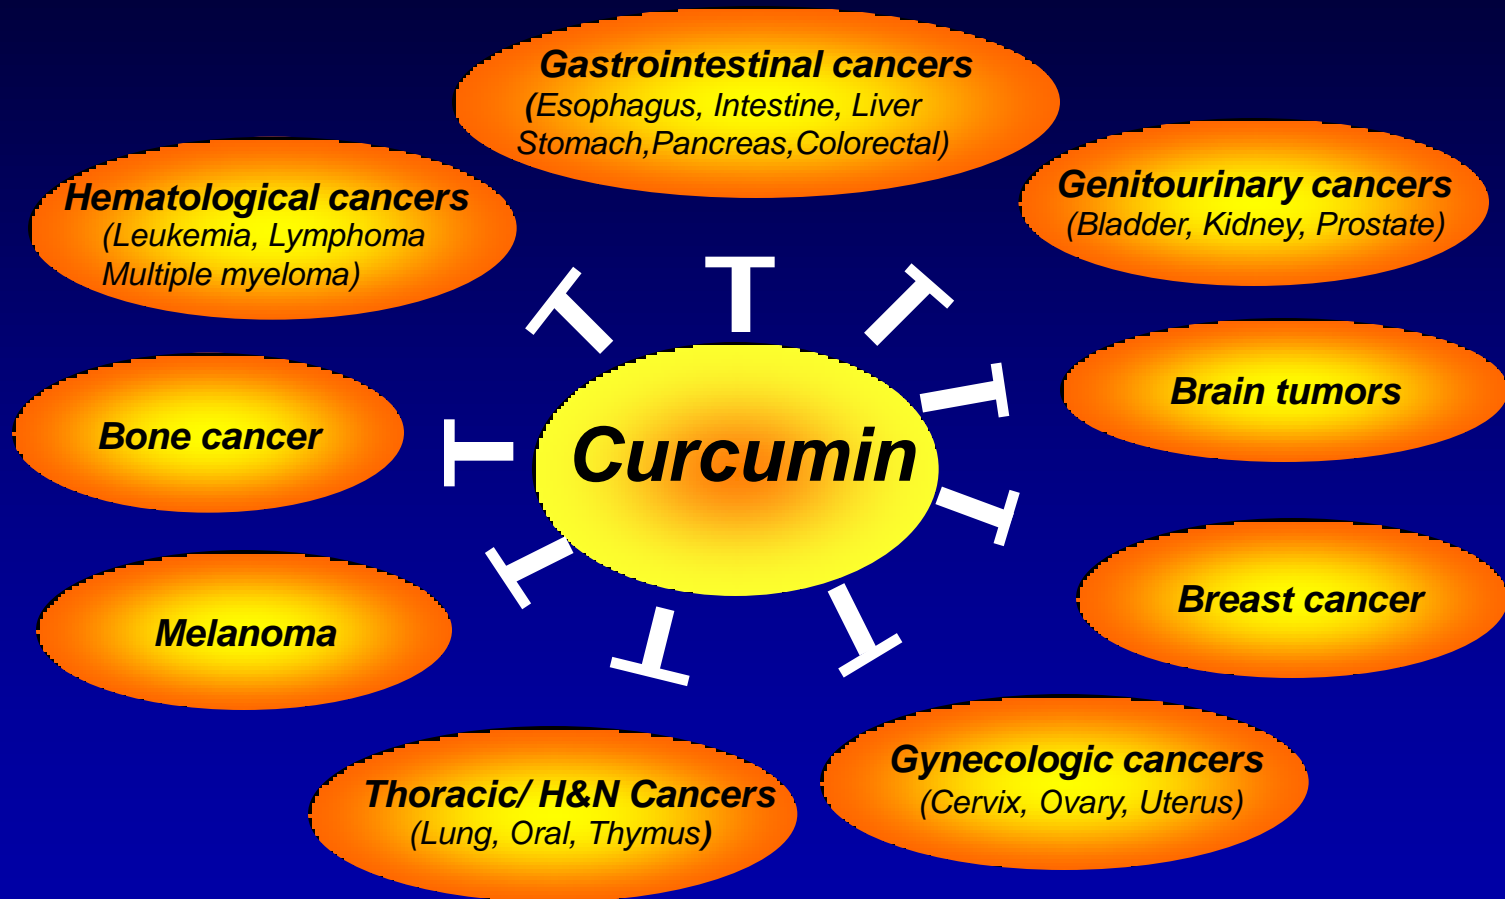 Gastrointestinal cancers
(Esophagus, Intestine, Liver
Stomach,Pancreas,Colorectal)
Hematological cancers
(Leukemia, Lymphoma
Multiple myeloma)
Genitourinary cancers
(Bladder, Kidney, Prostate)
Bone cancer
Curcumin
Brain tumors
Melanoma
Breast cancer
Thoracic/ H&N Cancers
(Lung, Oral, Thymus)
Gynecologic cancers
(Cervix, Ovary, Uterus)